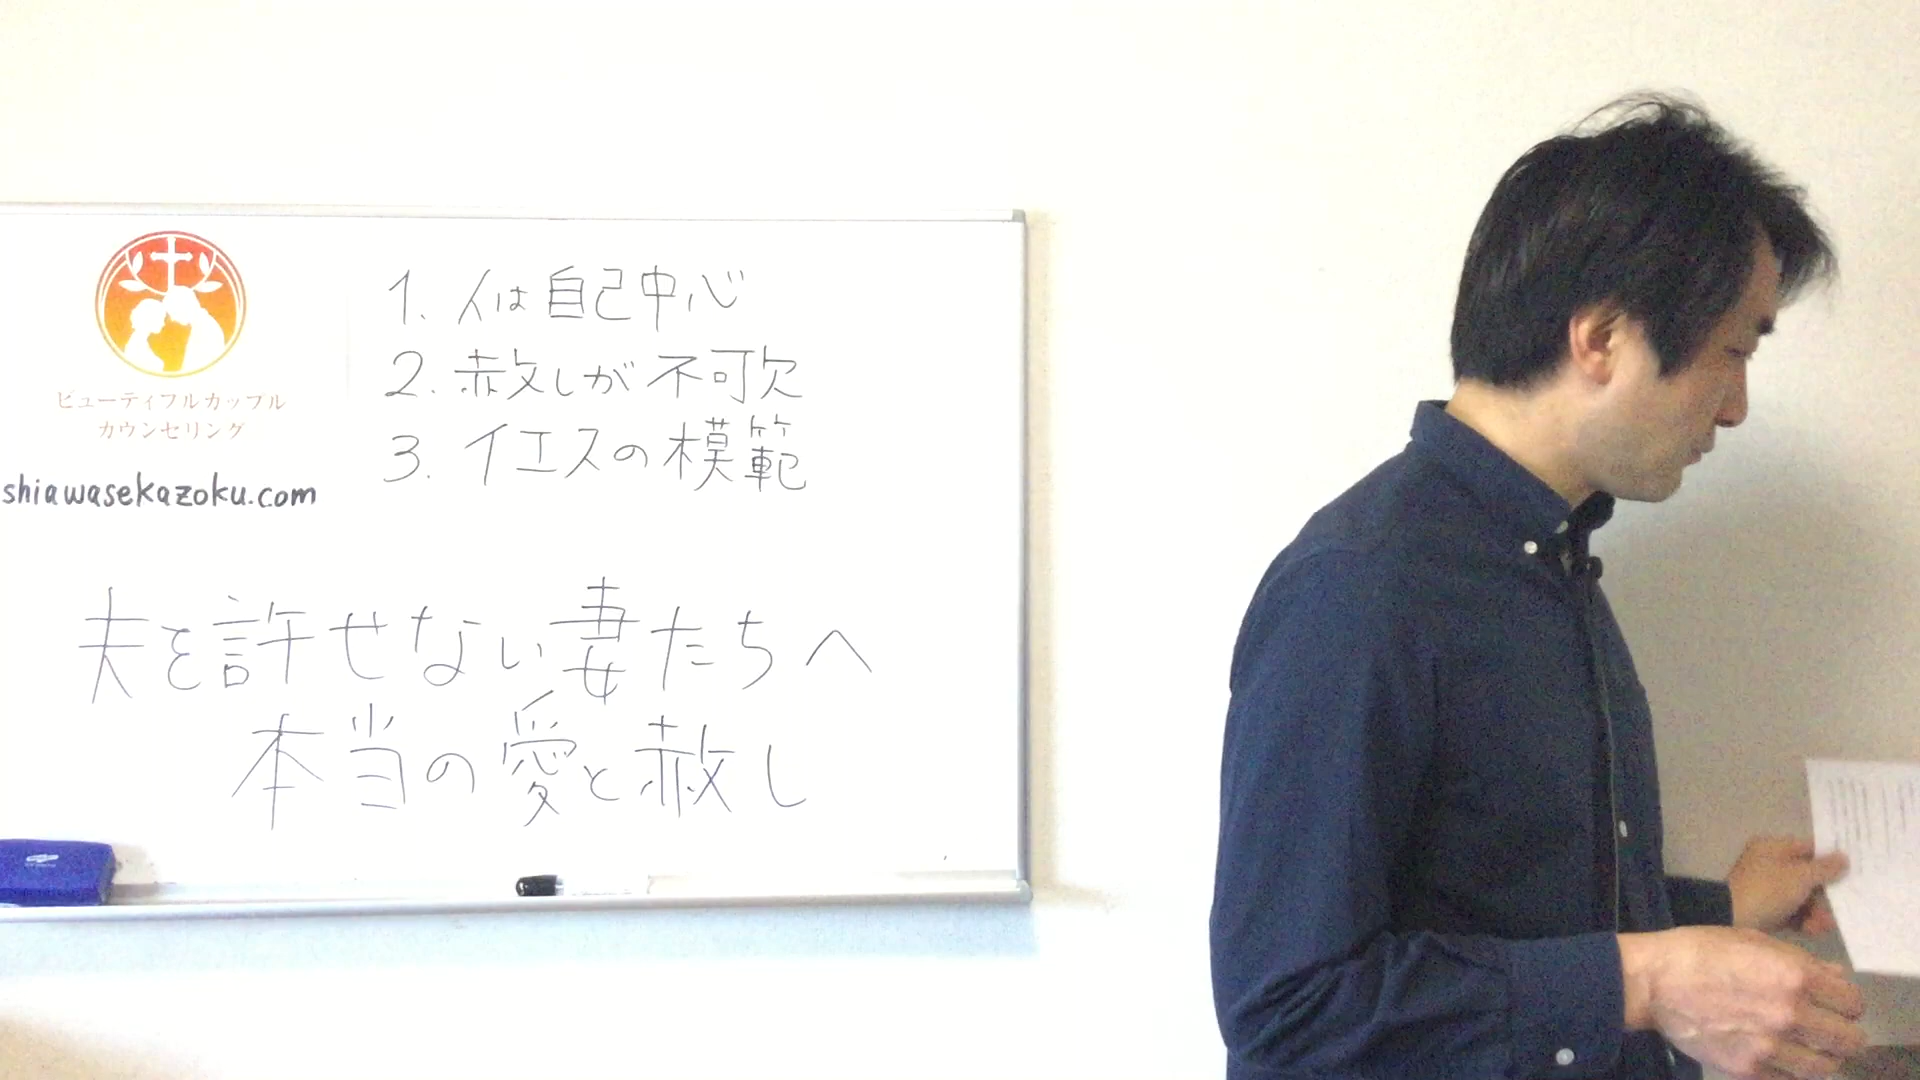 ビューティフルカップル
カウンセリング
shiawasekazoku.com
1. 人は自己中心
2. 赦しが不可欠
3. イエスの模範
夫を許せない妻たちへ
本当の愛と赦し